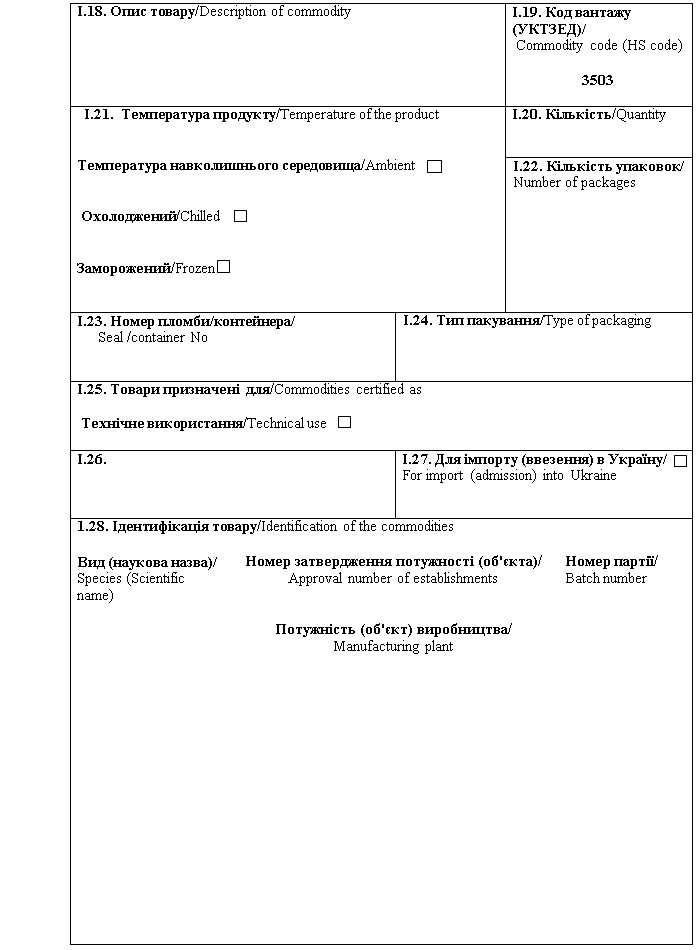 I.18. Опис товару/Description of commodity
I.19. Код вантажу
(УКТЗЕД)/
Commodity code (HS code)
3503
I.21. Температура продукту/Temperature of the product
I.20. Кількість/Quantity
Температура навколишнього середовища/Ambient
I.22. Кількість упаковок/
Number of packages
Охолоджений/Chilled
Заморожений/Frozen
I.23. Номер пломби/контейнера/
Seal /container No
I.24. Тип пакування/Type of packaging
I.25. Товари призначені для/Commodities certified as
Технічне використання/Technical use
I.26.
I.27. Для імпорту (ввезення) в Україну/
For import (admission) into Ukraine
1.28. Ідентифікація товару/Identification of the commodities
Вид (наукова назва)/
Species (Scientific
name)
Номер затвердження потужності (об'єкта)/
Approval number of establishments
Номер партії/
Batch number
Потужність (об'єкт) виробництва/
Manufacturing plant